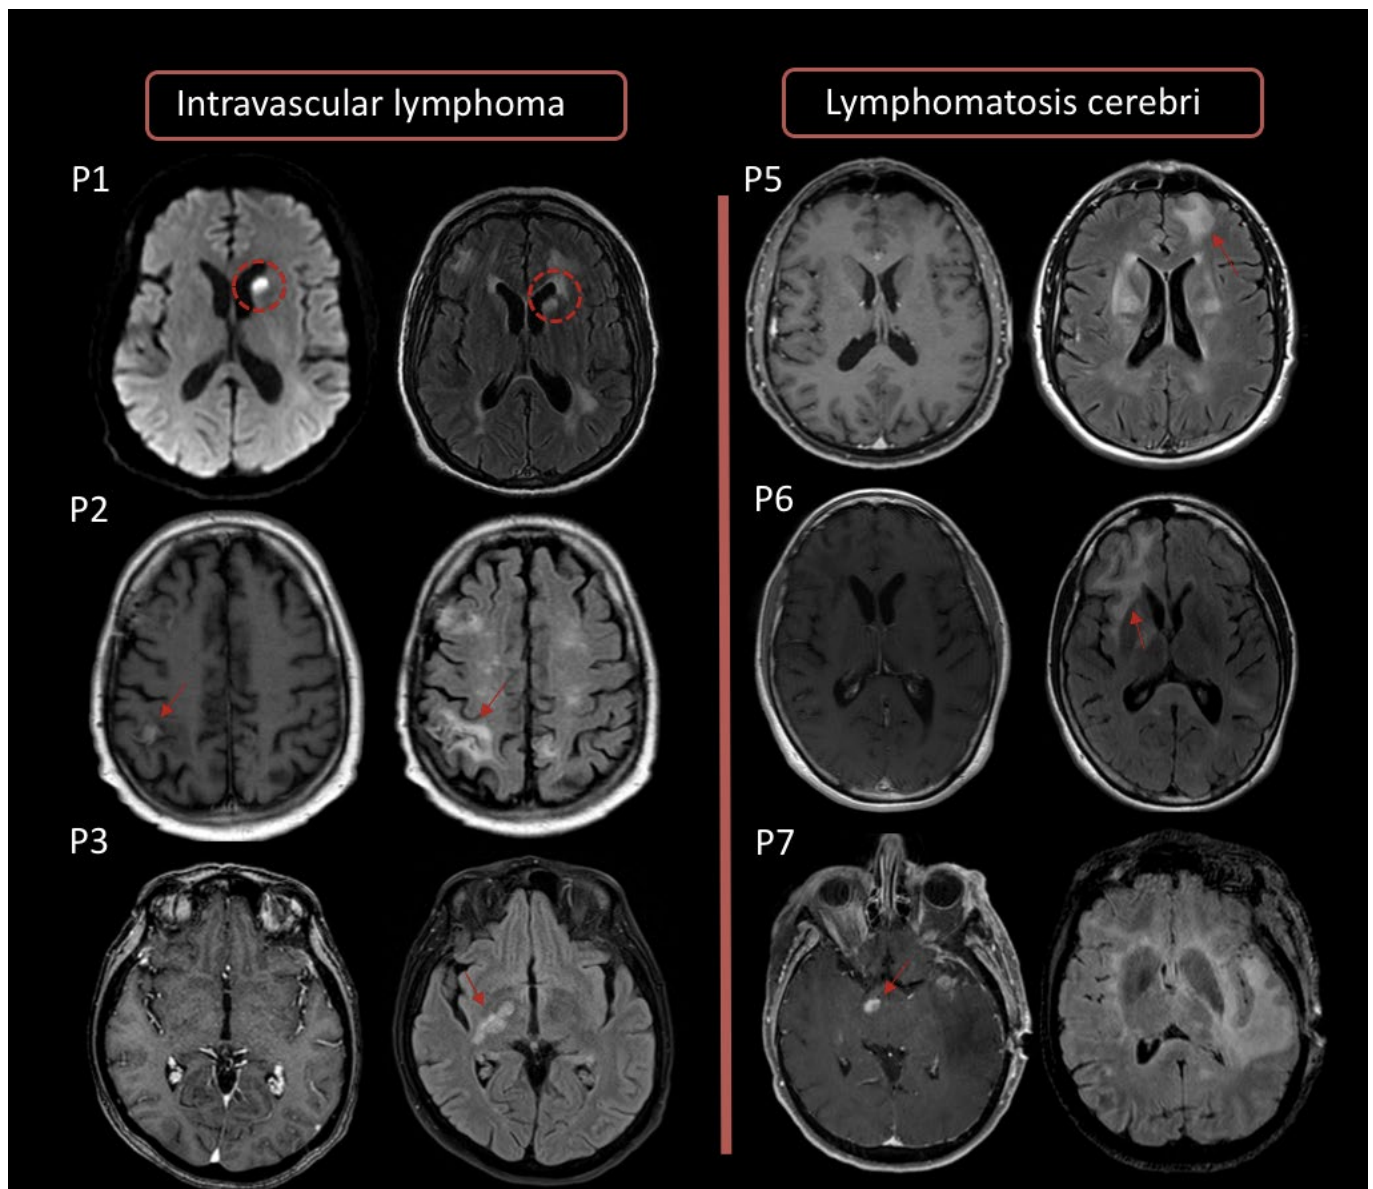 Intravascular lymphoma
Lymphomatosis cerebri
P1
P5
P2
P6
P3
P7